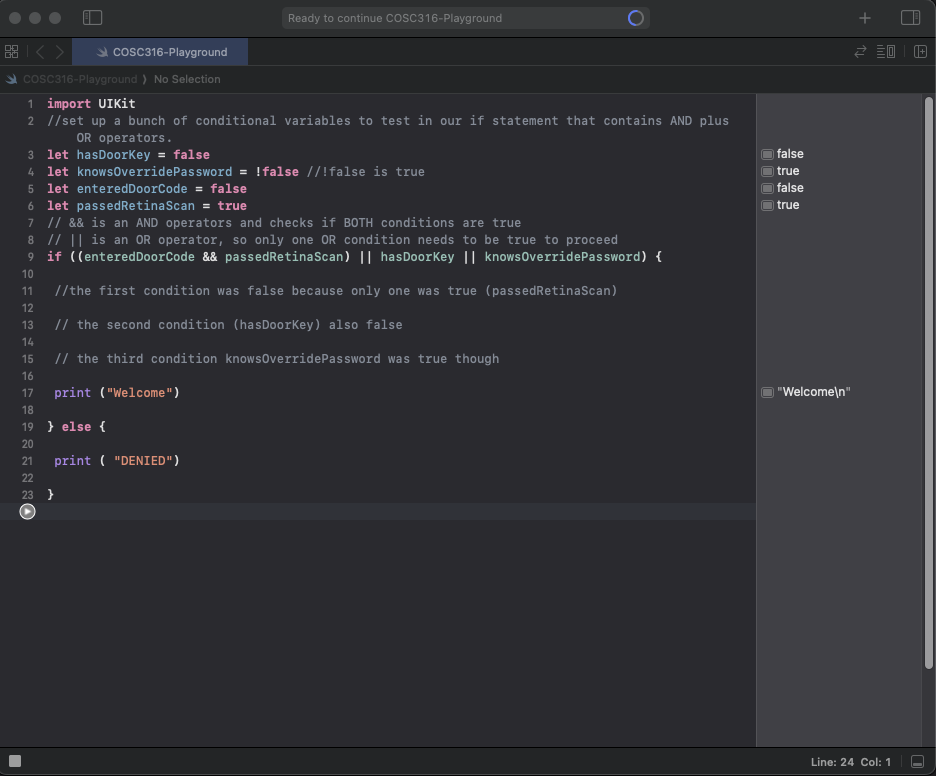 Ready to continue COSC316-Playground
COSC316-Playground
COSC316-Playground ⟩ No Selection
1 import UIKit
2 //set up a bunch of conditional variables to test in our if statement that contains AND plus
OR operators.
3 let hasDoorKey = false
false
4 let knowsOverridePassword = !false //!false is true
true
5 let enteredDoorCode = false
false
6 let passedRetinaScan = true
true
7 // && is an AND operators and checks if BOTH conditions are true
8 // || is an OR operator, so only one OR condition needs to be true to proceed
9 if ((enteredDoorCode && passedRetinaScan) || hasDoorKey || knowsOverridePassword) {
10
11 //the first condition was false because only one was true (passedRetinaScan)
12
13 // the second condition (hasDoorKey) also false
14
15 // the third condition knowsOverridePassword was true though
16
17 print ("Welcome")
"Welcome\n"
18
19 } else {
20
21 print ( "DENIED")
22
23 }
Line: 24 Col: 1